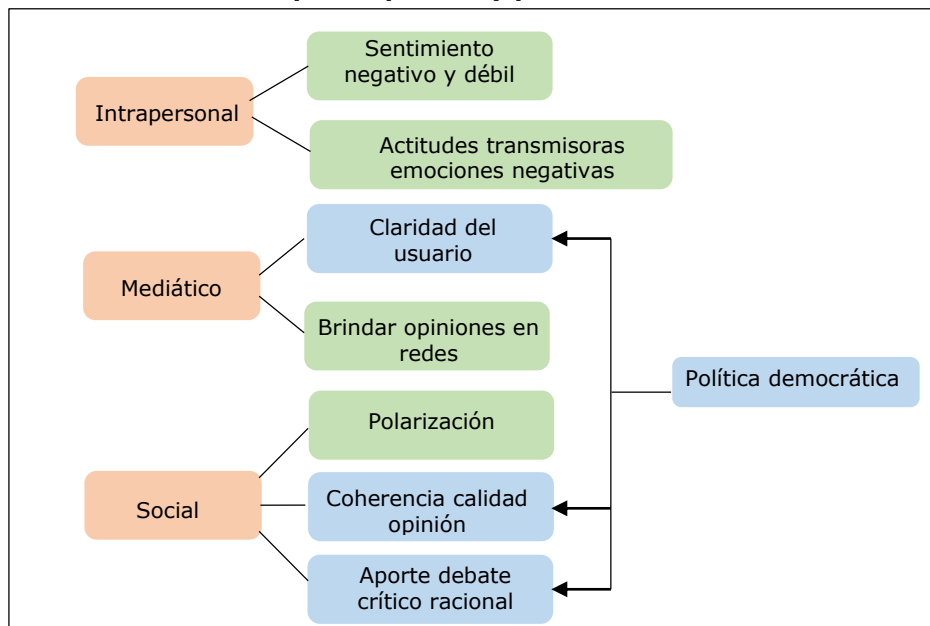 Sentimiento
negativo y débil
Intrapersonal
Actitudes transmisoras
emociones negativas
Claridad del
usuario
Mediático
Brindar opiniones en
redes
Política democrática
Polarización
Social
Coherencia calidad
opinión
Aporte debate
crítico racional